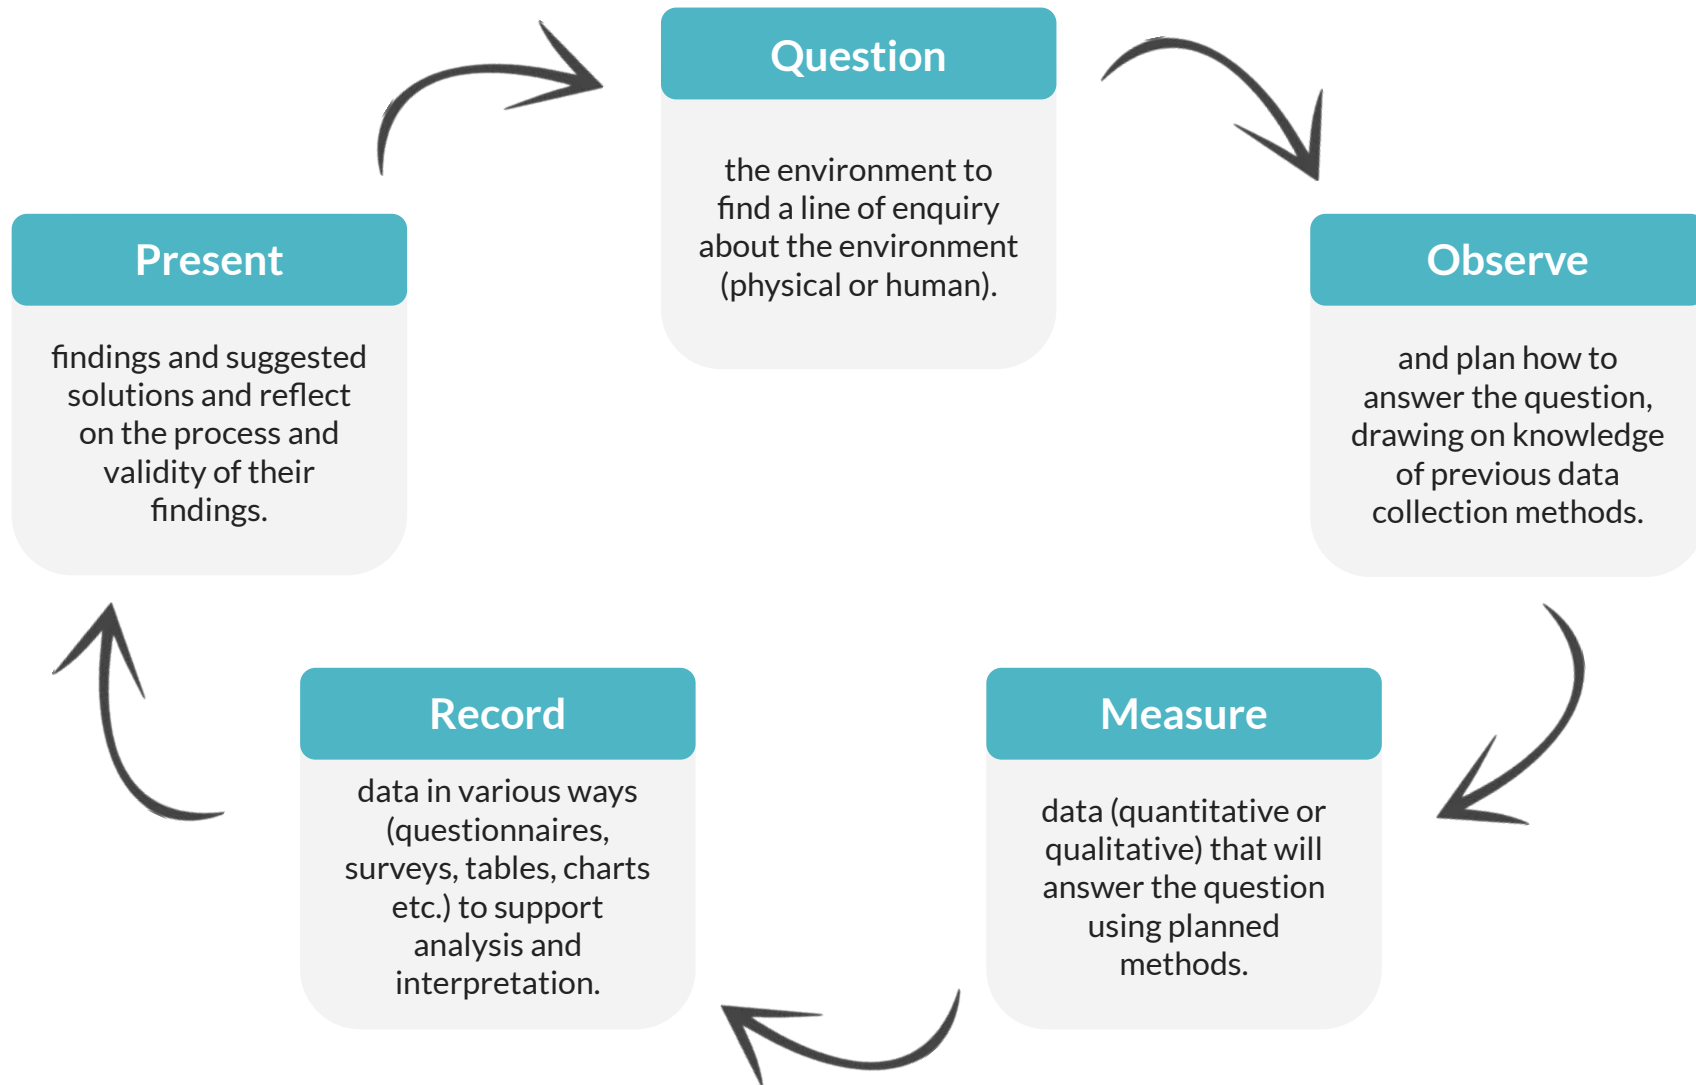 Question
the environment to
find a line of enquiry
about the environment
(physical or human).
Observe
and plan how to
answer the question,
drawing on knowledge
of previous data
collection methods.
Measure
data (quantitative or
qualitative) that will
answer the question
using planned
methods.
Record
data in various ways
(questionnaires,
surveys, tables, charts
etc.) to support
analysis and
interpretation.
Present
findings and suggested
solutions and reflect
on the process and
validity of their
findings.